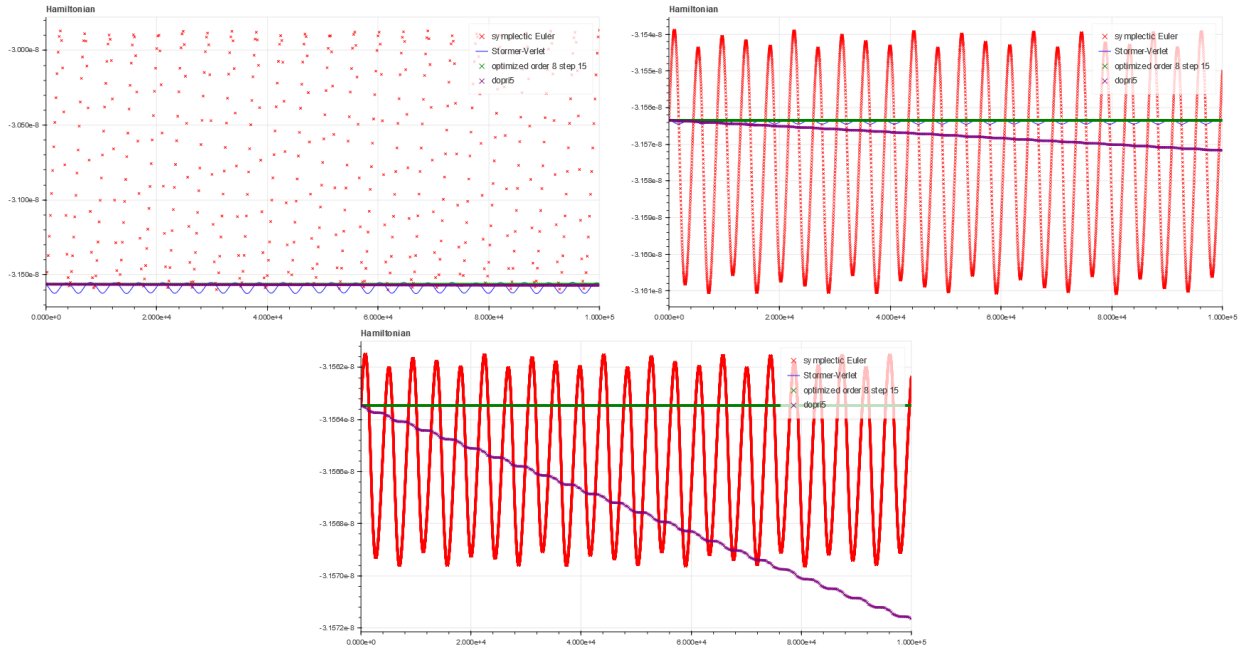 Hamiltonian
symplectic Euler
Stormer-Verlet
optimized order 8 step 15
dopri5
-3.000e-8
-3.050e-8
-3.100e-8
-3.150e-8
0.000e+0
2.000e+4
4.000e+4
6.000e+4
8.000e+4
1.000e+5
Hamiltonian
symplectic Euler
Stormer-Verlet
optimized order 8 step 15
dopri5
-3.154e-8
-3.155e-8
-3.156e-8
-3.157e-8
-3.158e-8
-3.159e-8
-3.160e-8
-3.161e-8
0.000e+0
2.000e+4
4.000e+4
6.000e+4
8.000e+4
1.000e+5
Hamiltonian
symplectic Euler
Stormer-Verlet
optimized order 8 step 15
dopri5
-3.1562e-8
-3.1564e-8
-3.1565e-8
-3.1568e-8
-3.1570e-8
-3.1572e-8
0.000e+0
2.000e+4
4.000e+4
6.000e+4
8.000e+4
1.000e+5